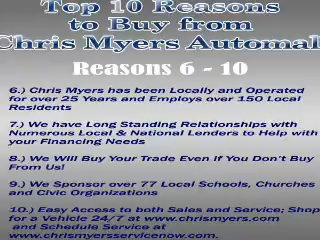 Top 10 Reasons
to Buy from
Chris Myers Automall
Reasons 6 - 10
6.) Chris Myers has been Locally and Operated
for over 25 Years and Employs over 150 Local
Residents
7.) We have Long Standing Relationships with
Numerous Local & National Lenders to Help with
your Financing Needs
8.) We Will Buy Your Trade Even if You Don't Buy
From Us!
9.) We Sponsor over 77 Local Schools, Churches
and Civic Organizations
10.) Easy Access to both Sales and Service; Shop
for a Vehicle 24/7 at www.chrismyers.com
and Schedule Service at
www.chrismyersservicenow.com.